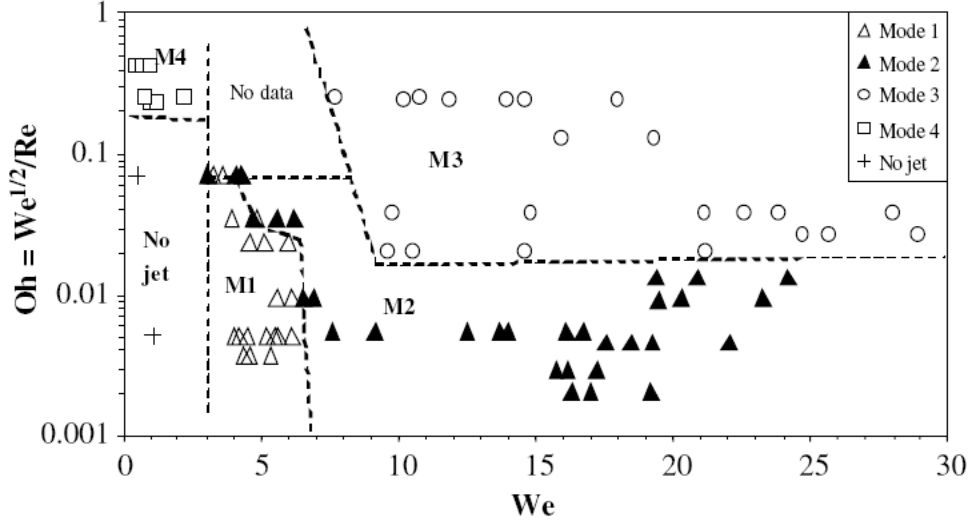 1
M4
No data
M3
△ Mode 1
▲ Mode 2
○ Mode 3
□ Mode 4
+ No jet
0.1
Oh = We^1/2/Re
No
jet
M1
M2
0.01
0.001
0 5 10 15 20 25 30
We